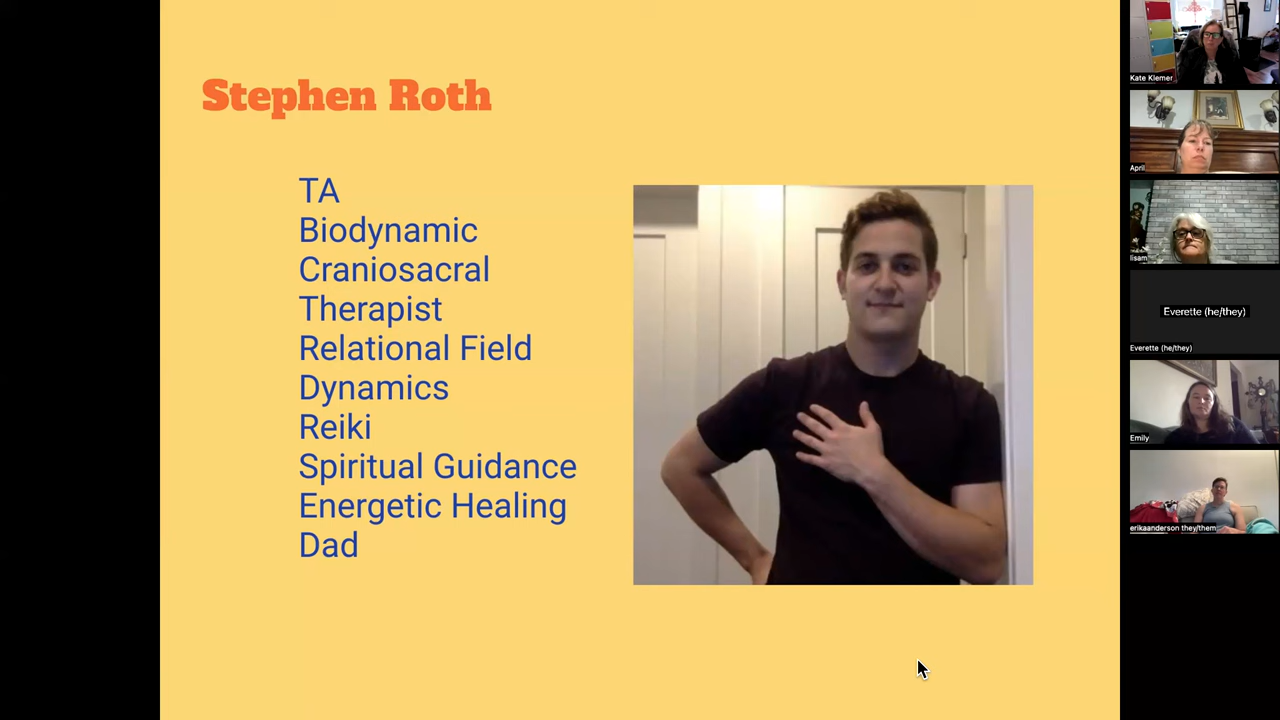 Stephen Roth
TA
Biodynamic
Craniosacral
Therapist
Relational Field
Dynamics
Reiki
Spiritual Guidance
Energetic Healing
Dad
Kate Klemer
April
lisam
Everette (he/they)
Everette (he/they)
Emily
erikaanderson they/them